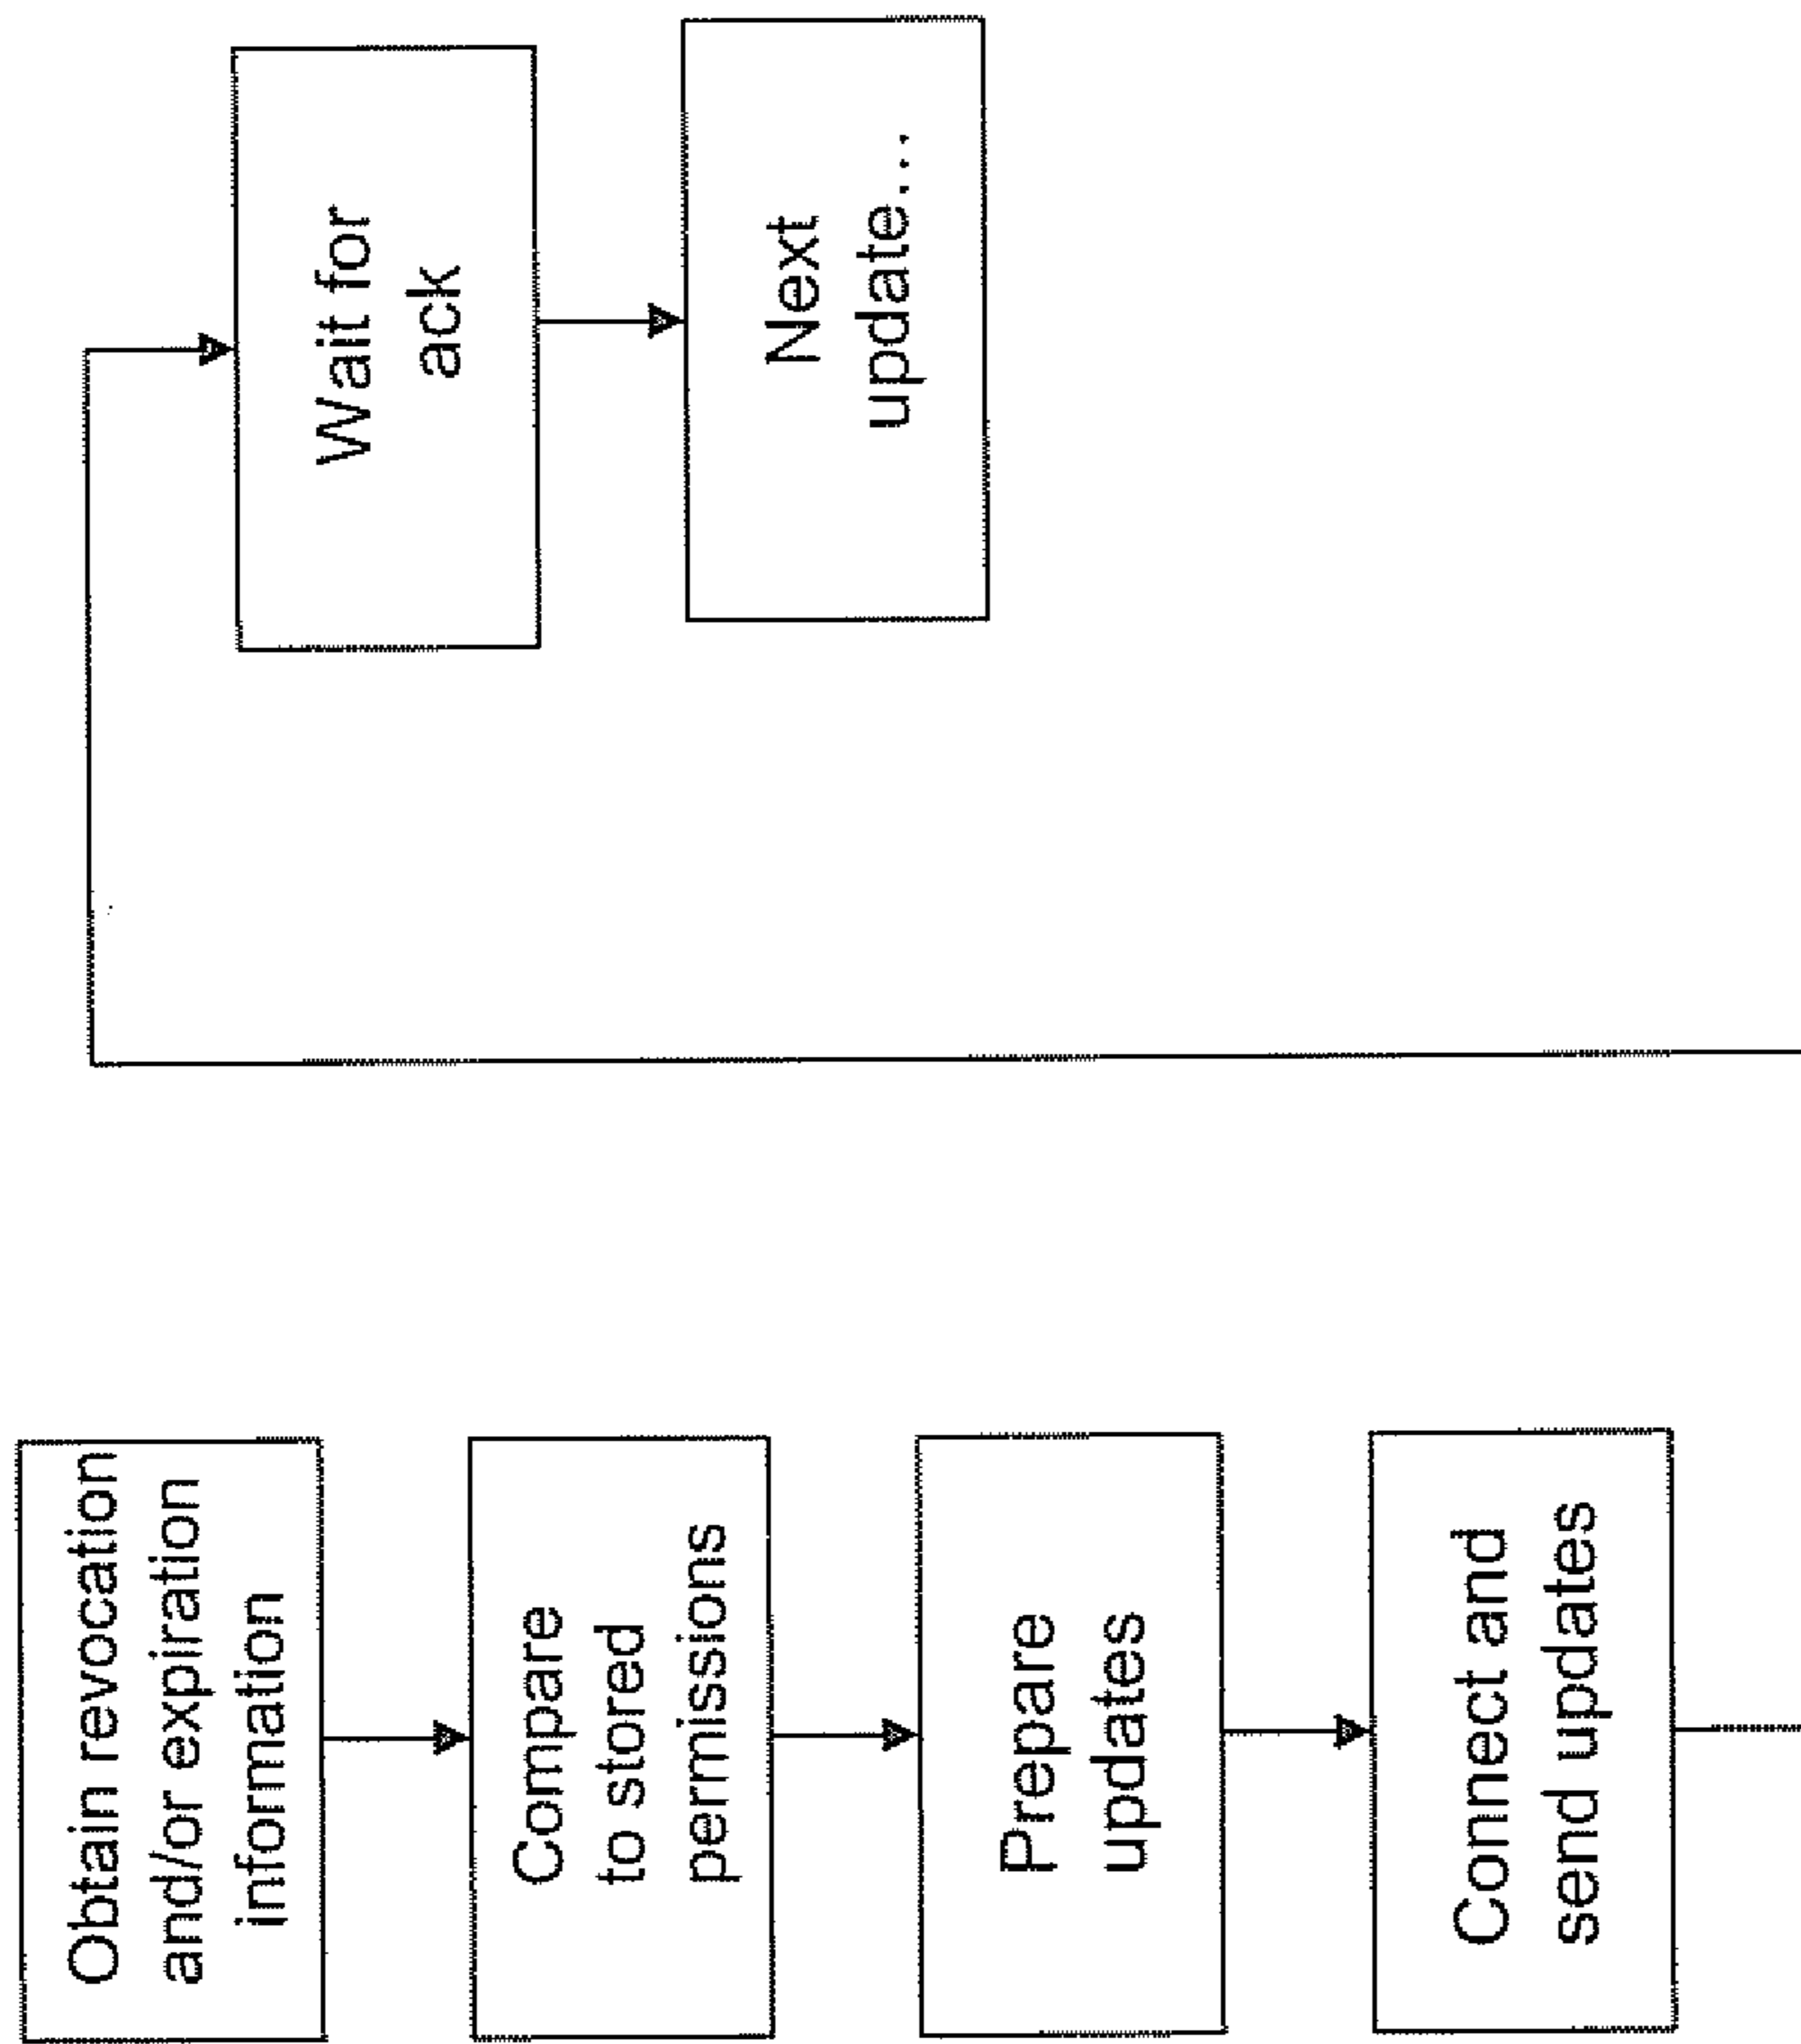 Obtain revocation
and/or expiration
information
Compare
to stored
permissions
Prepare
updates
Connect and
send updates
Wait for
ack
Next
update...